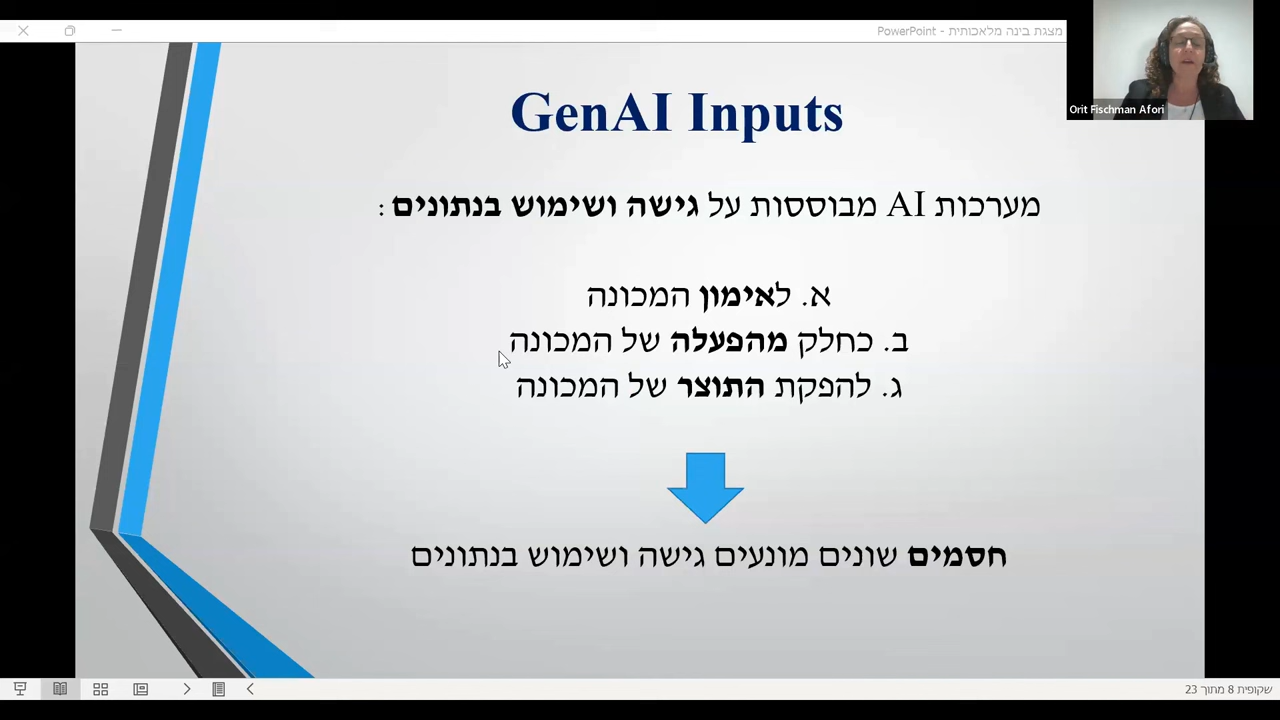 מצגת בינה מלאכותית - PowerPoint
Orit Fischman Afori
GenAI Inputs
מערכות AI מבוססות על גישה ושימוש בנתונים :
א. לאימון המכונה
ב. כחלק מהפעלה של המכונה
ג. להפקת התוצר של המכונה
חסמים שונים מונעים גישה ושימוש בנתונים
שקופית 8 מתוך 23